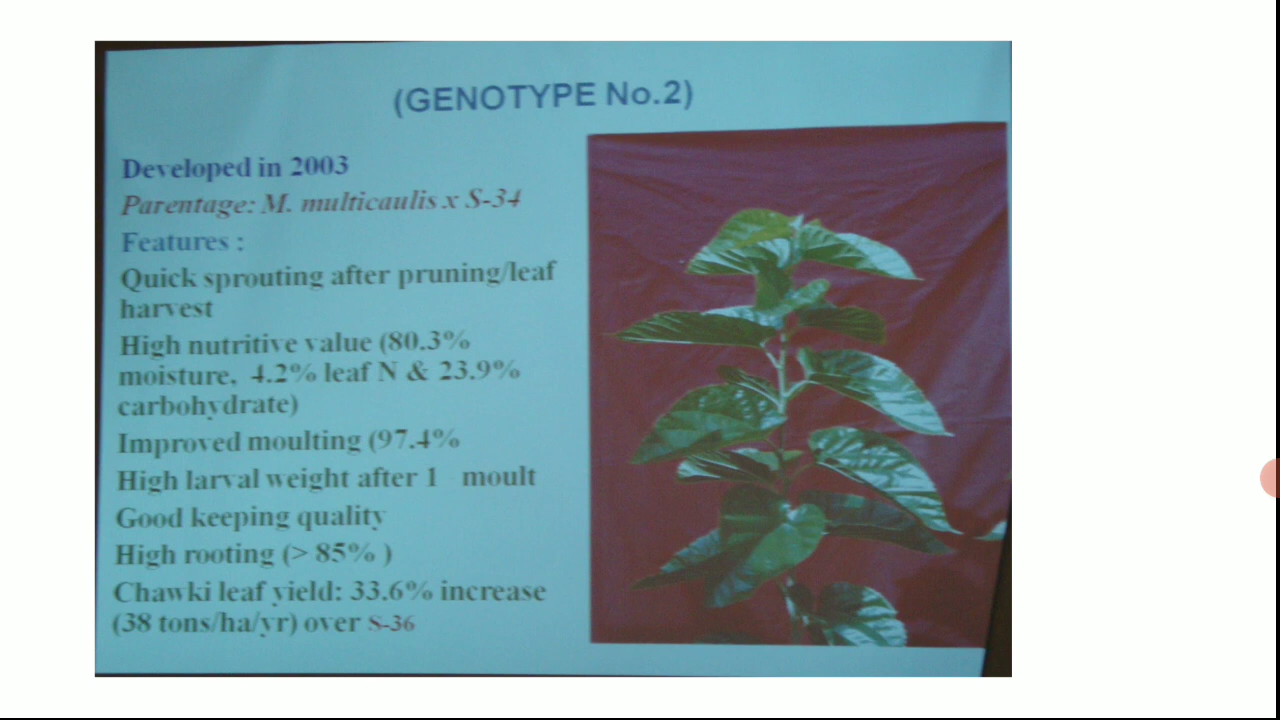 (GENOTYPE No.2)
Developed in 2003
Parentage: M. multicaulis x S-34
Features :
Quick sprouting after pruning/leaf
harvest
High nutritive value (80.3%
moisture, 4.2% leaf N & 23.9%
carbohydrate)
Improved moulting (97.4%
High larval weight after 1 moult
Good keeping quality
High rooting (> 85% )
Chawki leaf yield: 33.6% increase
(38 tons/ha/yr) over S-36